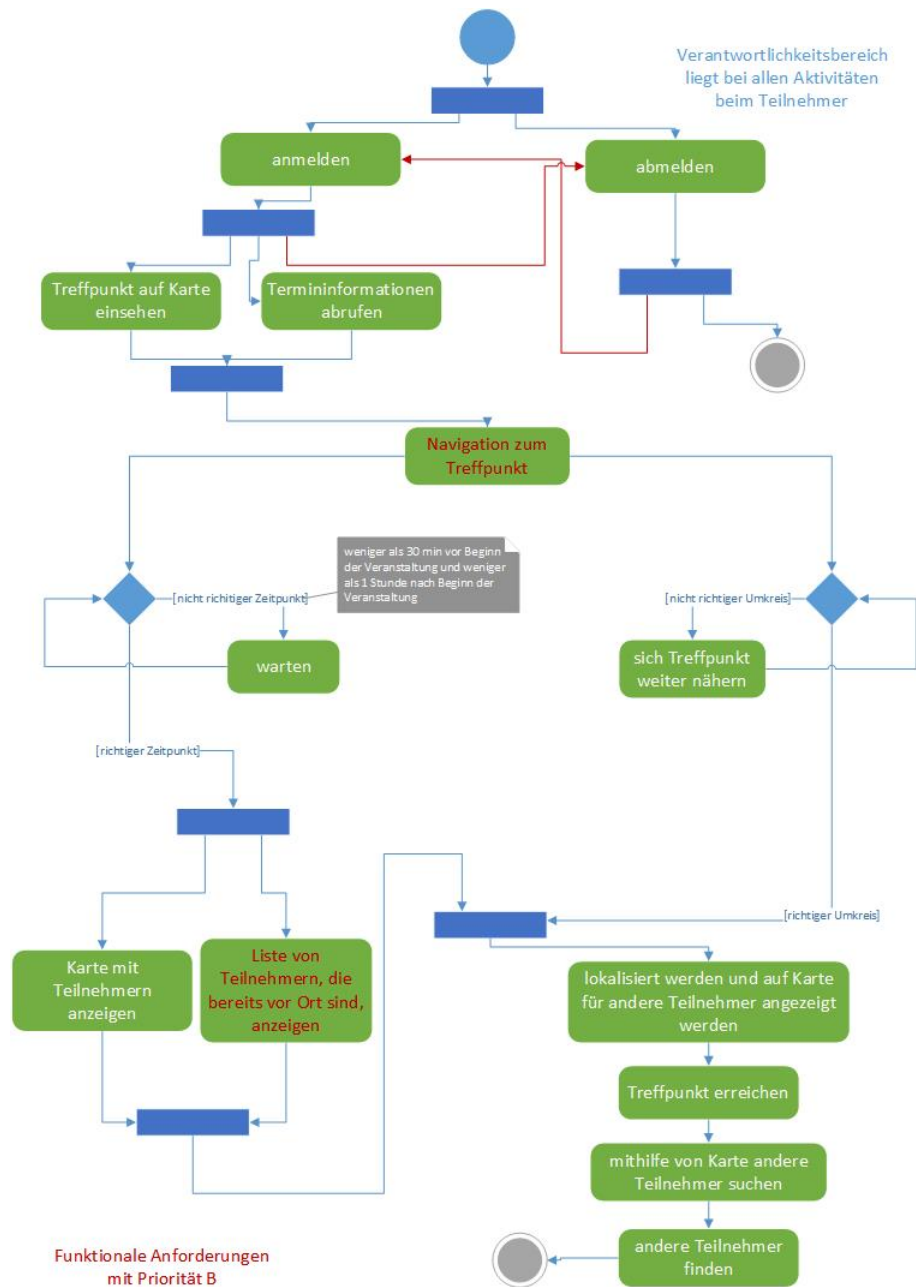 Verantwortlichkeitsbereich
liegt bei allen Aktivitäten
beim Teilnehmer
anmelden
abmelden
Treffpunkt auf Karte
einsehen
Termininformationen
abrufen
Navigation zum
Treffpunkt
weniger als 30 min vor Beginn
der Veranstaltung und weniger
als 1 Stunde nach Beginn der
Veranstaltung
[nicht richitiger Zeitpunkt]
[nicht richtiger Umkreis]
warten
sich Treffpunkt
weiter nähern
[richtiger Zeitpunkt]
[richtiger Umkreis]
Karte mit
Teilnehmern
anzeigen
Liste von
Teilnehmern, die
bereits vor Ort sind,
anzeigen
lokalisiert werden und auf Karte
für andere Teilnehmer angezeigt
werden
Treffpunkt erreichen
mithilfe von Karte andere
Teilnehmer suchen
andere Teilnehmer
finden
Funktionale Anforderungen
mit Priorität B